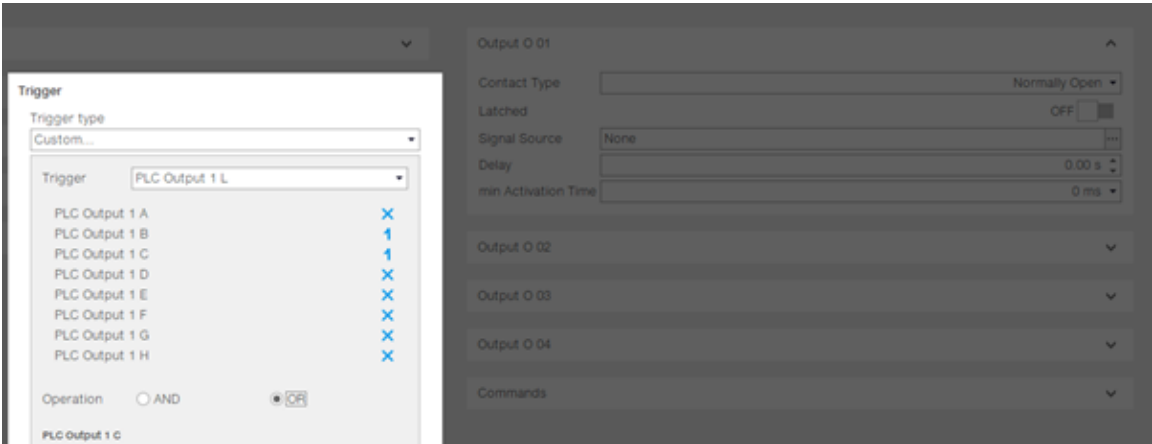 Trigger
Trigger type
Custom...
Trigger PLC Output 1 L
PLC Output 1 A X
PLC Output 1 B 1
PLC Output 1 C 1
PLC Output 1 D X
PLC Output 1 E X
PLC Output 1 F X
PLC Output 1 G X
PLC Output 1 H X
Operation AND OR
PLC Output 1 C
Output O 01
Contact Type Normally Open
Latched OFF
Signal Source None ...
Delay 0.00 s
min Activation Time 0 ms
Output O 02
Output O 03
Output O 04
Commands